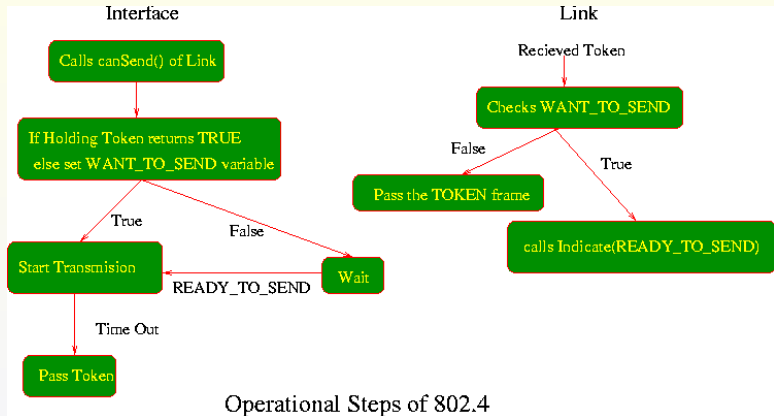 Interface
Calls canSend() of Link
If Holding Token returns TRUE
else set WANT_TO_SEND variable
True
False
Start Transmision
READY_TO_SEND
Wait
Time Out
Pass Token
Link
Recieved Token
Checks WANT_TO_SEND
False
True
Pass the TOKEN frame
calls Indicate(READY_TO_SEND)
Operational Steps of 802.4